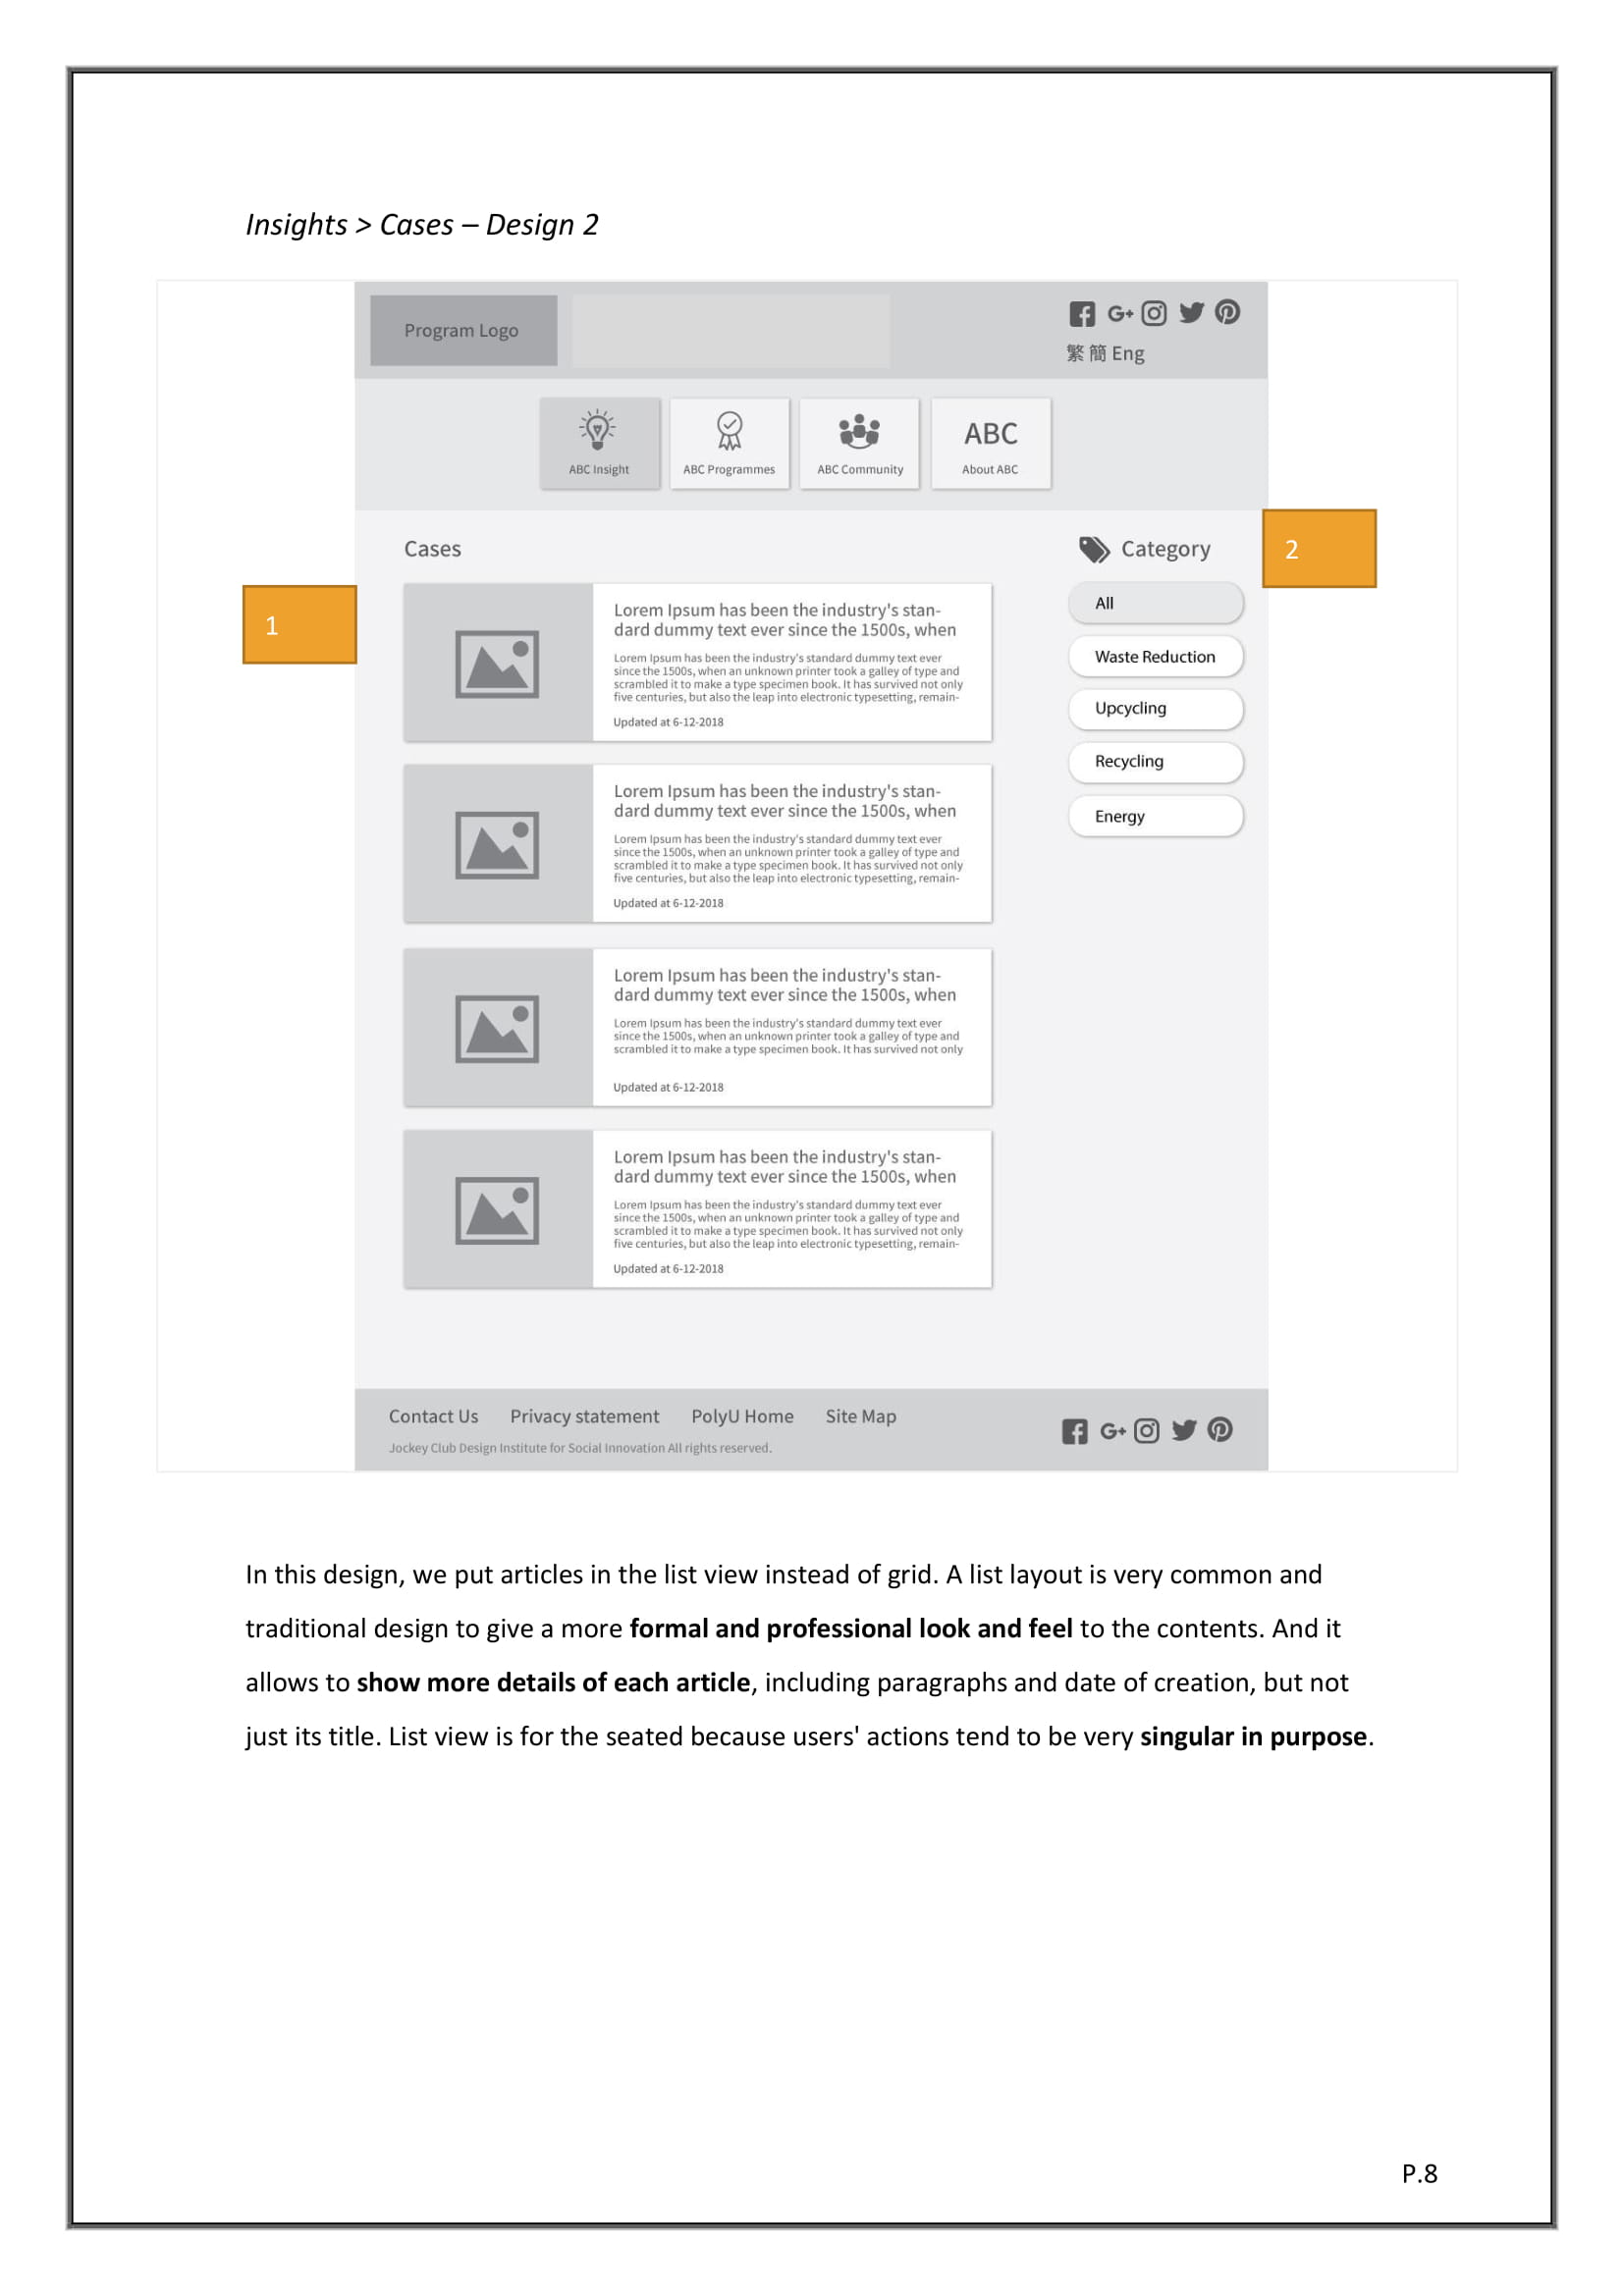 Insights > Cases – Design 2
Program Logo
G+
繁 簡 Eng
ABC
ABC Insight
ABC Programmes
ABC Community
About ABC
Cases
Category
2
1
Lorem Ipsum has been the industry's stan-
dard dummy text ever since the 1500s, when
Lorem Ipsum has been the industry's standard dummy text ever
since the 1500s, when an unknown printer took a galley of type and
scrambled it to make a type specimen book. It has survived not only
five centuries, but also the leap into electronic typesetting, remain-
Updated at 6-12-2018
All
Waste Reduction
Upcycling
Recycling
Energy
Lorem Ipsum has been the industry's stan-
dard dummy text ever since the 1500s, when
Lorem Ipsum has been the industry's standard dummy text ever
since the 1500s, when an unknown printer took a galley of type and
scrambled it to make a type specimen book. It has survived not only
five centuries, but also the leap into electronic typesetting, remain-
Updated at 6-12-2018
Lorem Ipsum has been the industry's stan-
dard dummy text ever since the 1500s, when
Lorem Ipsum has been the industry's standard dummy text ever
since the 1500s, when an unknown printer took a galley of type and
scrambled it to make a type specimen book. It has survived not only
Updated at 6-12-2018
Lorem Ipsum has been the industry's stan-
dard dummy text ever since the 1500s, when
Lorem Ipsum has been the industry's standard dummy text ever
since the 1500s, when an unknown printer took a galley of type and
scrambled it to make a type specimen book. It has survived not only
five centuries, but also the leap into electronic typesetting, remain-
Updated at 6-12-2018
Contact Us Privacy statement PolyU Home Site Map
Jockey Club Design Institute for Social Innovation All rights reserved.
G+
In this design, we put articles in the list view instead of grid. A list layout is very common and
traditional design to give a more formal and professional look and feel to the contents. And it
allows to show more details of each article, including paragraphs and date of creation, but not
just its title. List view is for the seated because users' actions tend to be very singular in purpose.
P.8